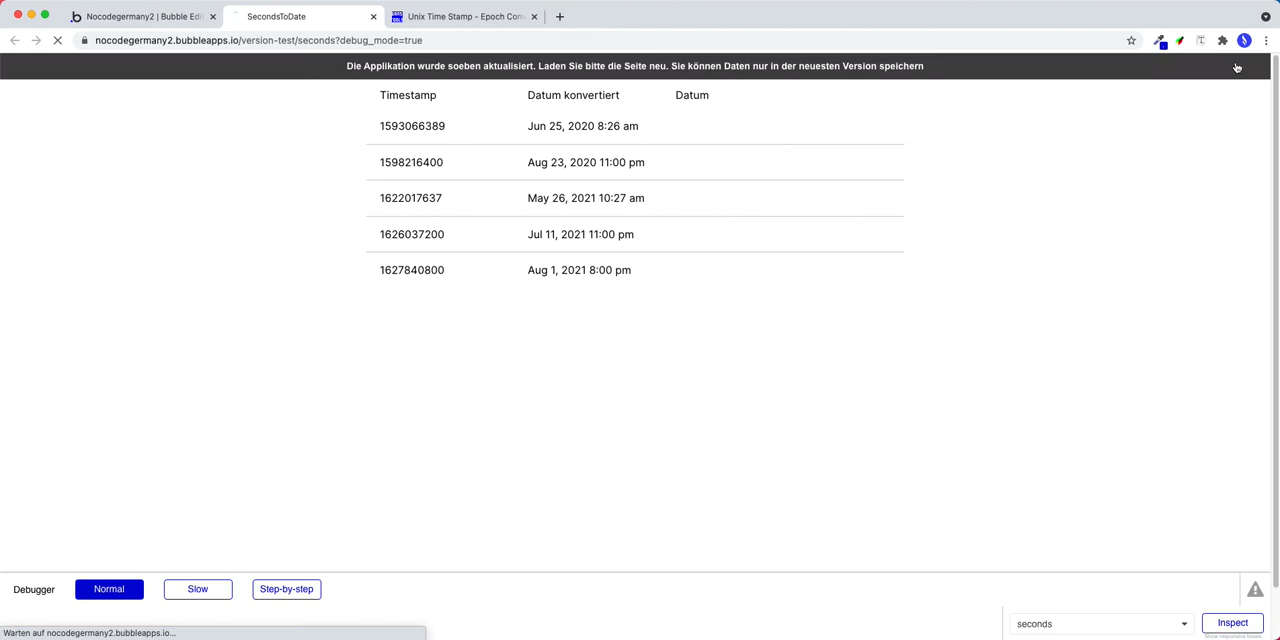 Nocodegermany2 | Bubble Edi
SecondsToDate
Unix Time Stamp - Epoch Con
nocodegermany2.bubbleapps.io/version-test/seconds?debug_mode=true
Die Applikation wurde soeben aktualisiert. Laden Sie bitte die Seite neu. Sie können Daten nur in der neuesten Version speichern
Timestamp Datum konvertiert Datum
1593066389 Jun 25, 2020 8:26 am
1598216400 Aug 23, 2020 11:00 pm
1622017637 May 26, 2021 10:27 am
1626037200 Jul 11, 2021 11:00 pm
1627840800 Aug 1, 2021 8:00 pm
Debugger Normal Slow Step-by-step
seconds Inspect
Warten auf nocodegermany2.bubbleapps.io...